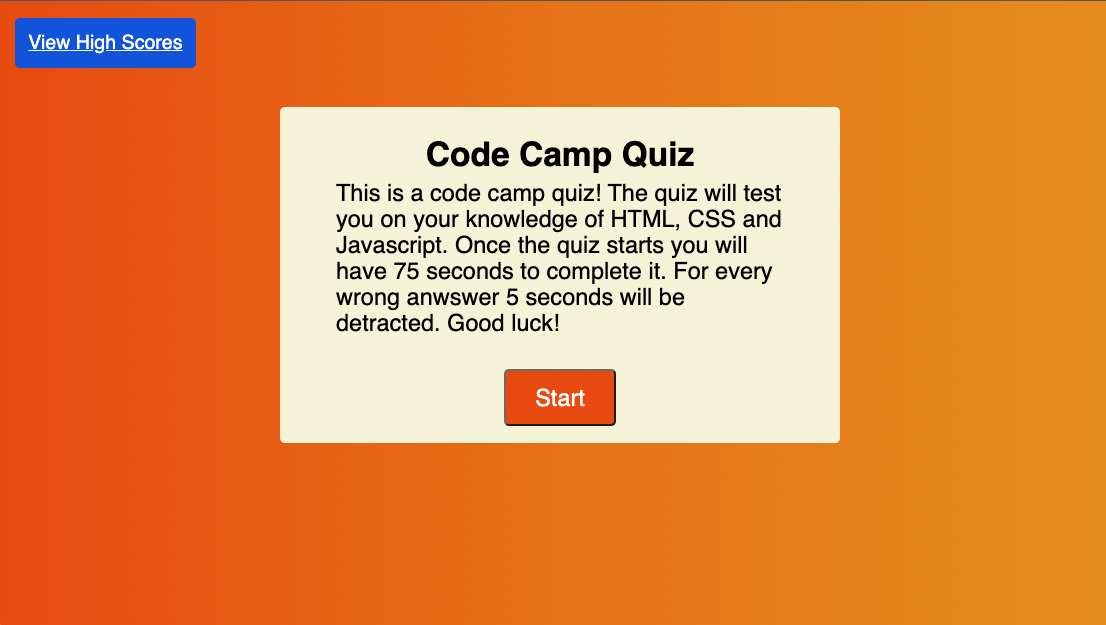 View High Scores
Code Camp Quiz
This is a code camp quiz! The quiz will test
you on your knowledge of HTML, CSS and
Javascript. Once the quiz starts you will
have 75 seconds to complete it. For every
wrong anwswer 5 seconds will be
detracted. Good luck!
Start